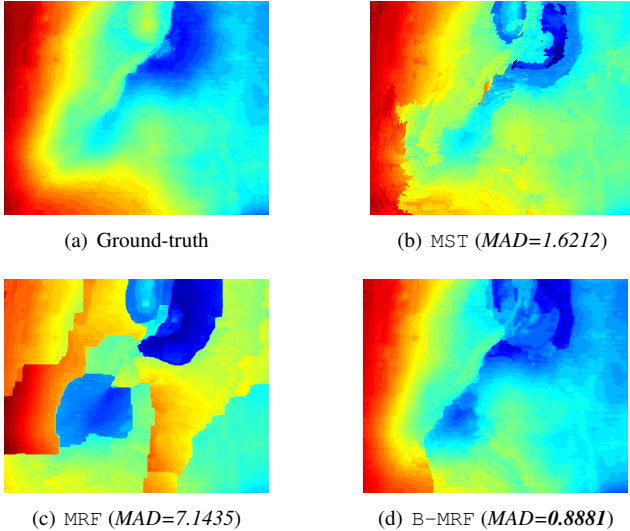 (a) Ground-truth
(b) MST (MAD=1.6212)
(c) MRF (MAD=7.1435)
(d) B-MRF (MAD=0.8881)